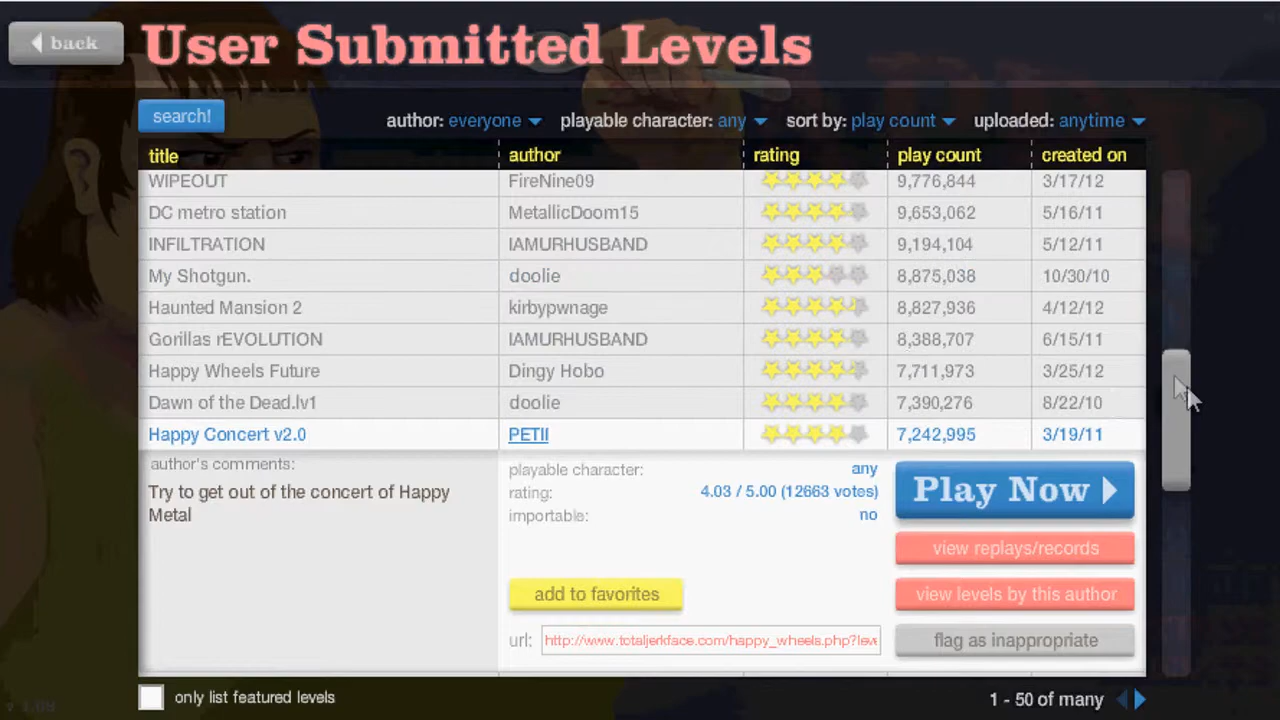 back
User Submitted Levels
search!
author: everyone playable character: any sort by: play count uploaded: anytime
title author rating play count created on
WIPEOUT FireNine09 9,776,844 3/17/12
DC metro station MetallicDoom15 9,653,062 5/16/11
INFILTRATION IAMURHUSBAND 9,194,104 5/12/11
My Shotgun. doolie 8,875,038 10/30/10
Haunted Mansion 2 kirbypwnage 8,827,936 4/12/12
Gorillas rEVOLUTION IAMURHUSBAND 8,388,707 6/15/11
Happy Wheels Future Dingy Hobo 7,711,973 3/25/12
Dawn of the Dead.lv1 doolie 7,390,276 8/22/10
Happy Concert v2.0 PETII 7,242,995 3/19/11
author's comments:
Try to get out of the concert of Happy
Metal
playable character: any
rating: 4.03 / 5.00 (12663 votes)
importable: no
add to favorites
url: http://www.totaljerkface.com/happy_wheels.php?lev
Play Now
view replays/records
view levels by this author
flag as inappropriate
only list featured levels
1 - 50 of many